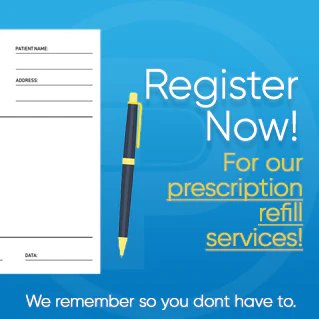 PATIENT NAME:
ADDRESS:
DATA:
Register
Now!
For our
prescription
refill
services!
We remember so you dont have to.